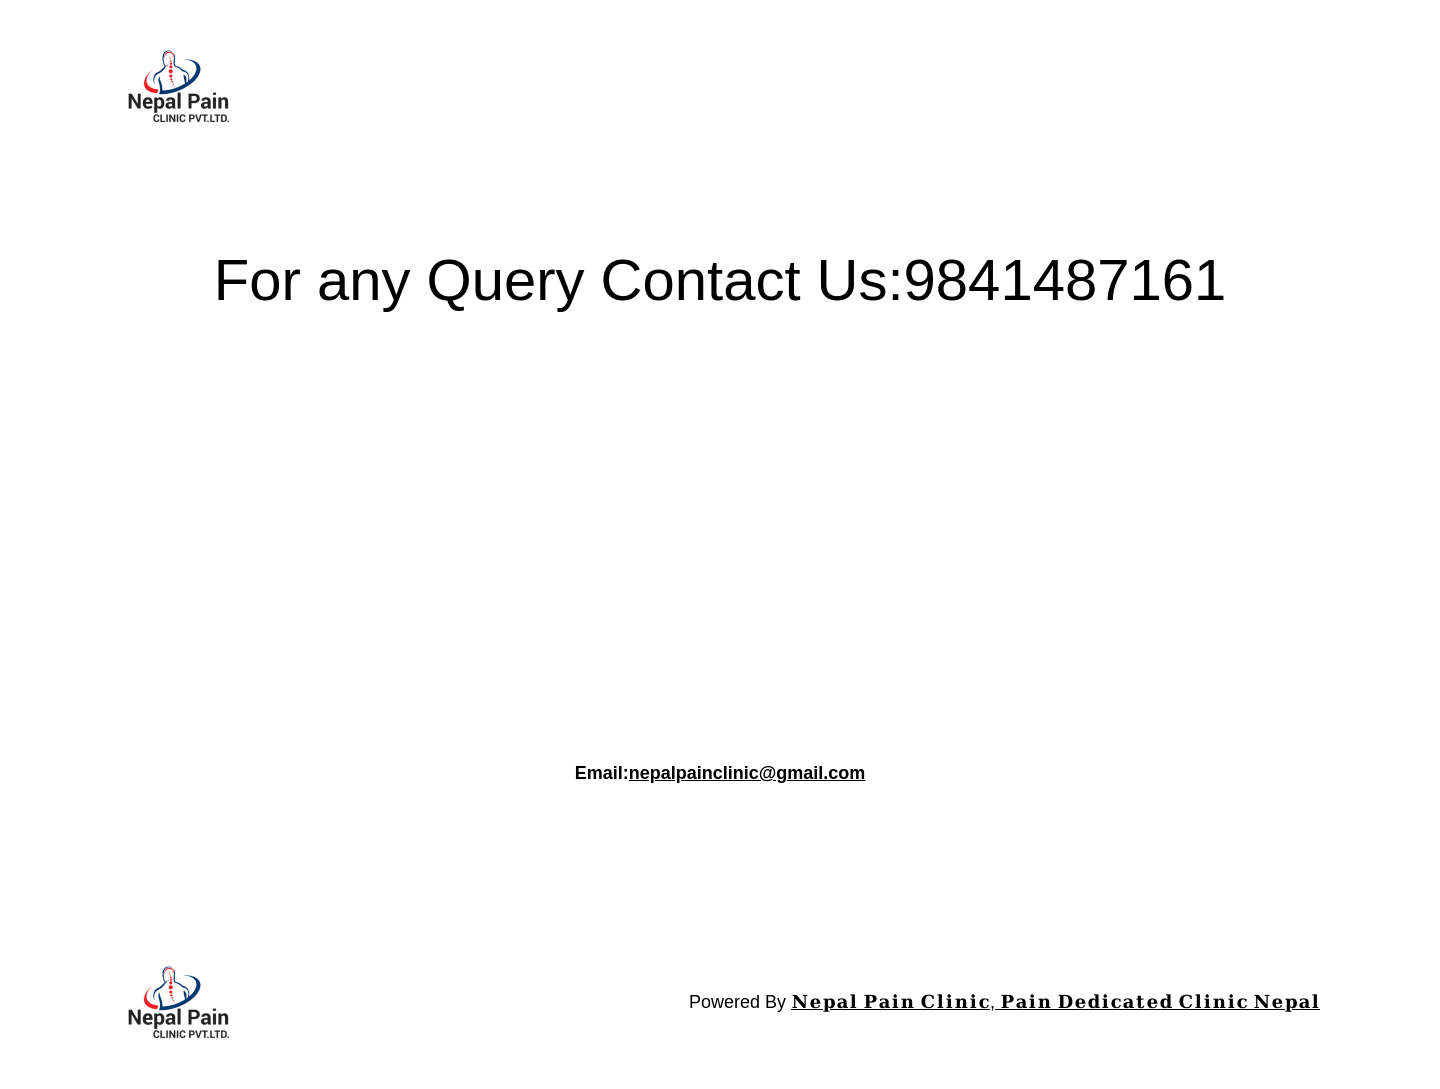 Nepal Pain
CLINIC PVT.LTD.
For any Query Contact Us:9841487161
Email:nepalpainclinic@gmail.com
Nepal Pain
CLINIC PVT.LTD.
Powered By Nepal Pain Clinic, Pain Dedicated Clinic Nepal